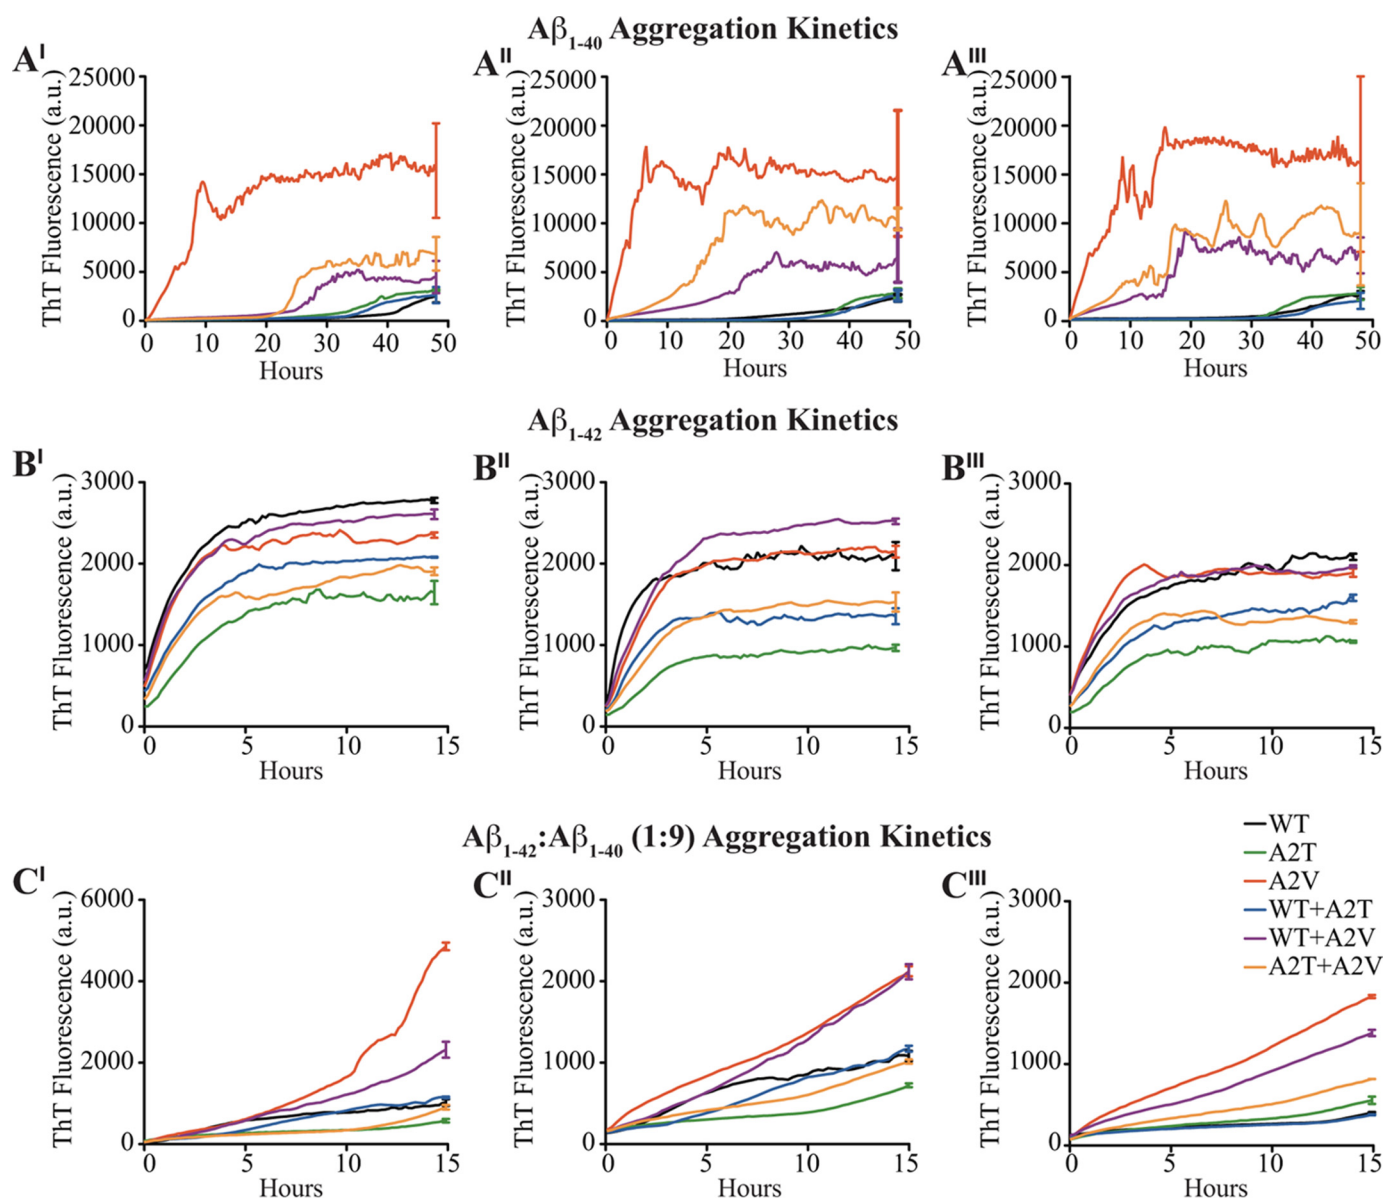 Aβ1-40 Aggregation Kinetics
AI
AII
AIII
ThT Fluorescence (a.u.)
25000
20000
15000
10000
5000
0
0 10 20 30 40 50
Hours
ThT Fluorescence (a.u.)
25000
20000
15000
10000
5000
0
0 10 20 30 40 50
Hours
ThT Fluorescence (a.u.)
25000
20000
15000
10000
5000
0
0 10 20 30 40 50
Hours
Aβ1-42 Aggregation Kinetics
BI
BII
BIII
ThT Fluorescence (a.u.)
3000
2000
1000
0
0 5 10 15
Hours
ThT Fluorescence (a.u.)
3000
2000
1000
0
0 5 10 15
Hours
ThT Fluorescence (a.u.)
3000
2000
1000
0
0 5 10 15
Hours
Aβ1-42:Aβ1-40 (1:9) Aggregation Kinetics
CI
CII
CIII
ThT Fluorescence (a.u.)
6000
4000
2000
0
0 5 10 15
Hours
ThT Fluorescence (a.u.)
3000
2000
1000
0
0 5 10 15
Hours
ThT Fluorescence (a.u.)
3000
2000
1000
0
0 5 10 15
Hours
WT
A2T
A2V
WT+A2T
WT+A2V
A2T+A2V